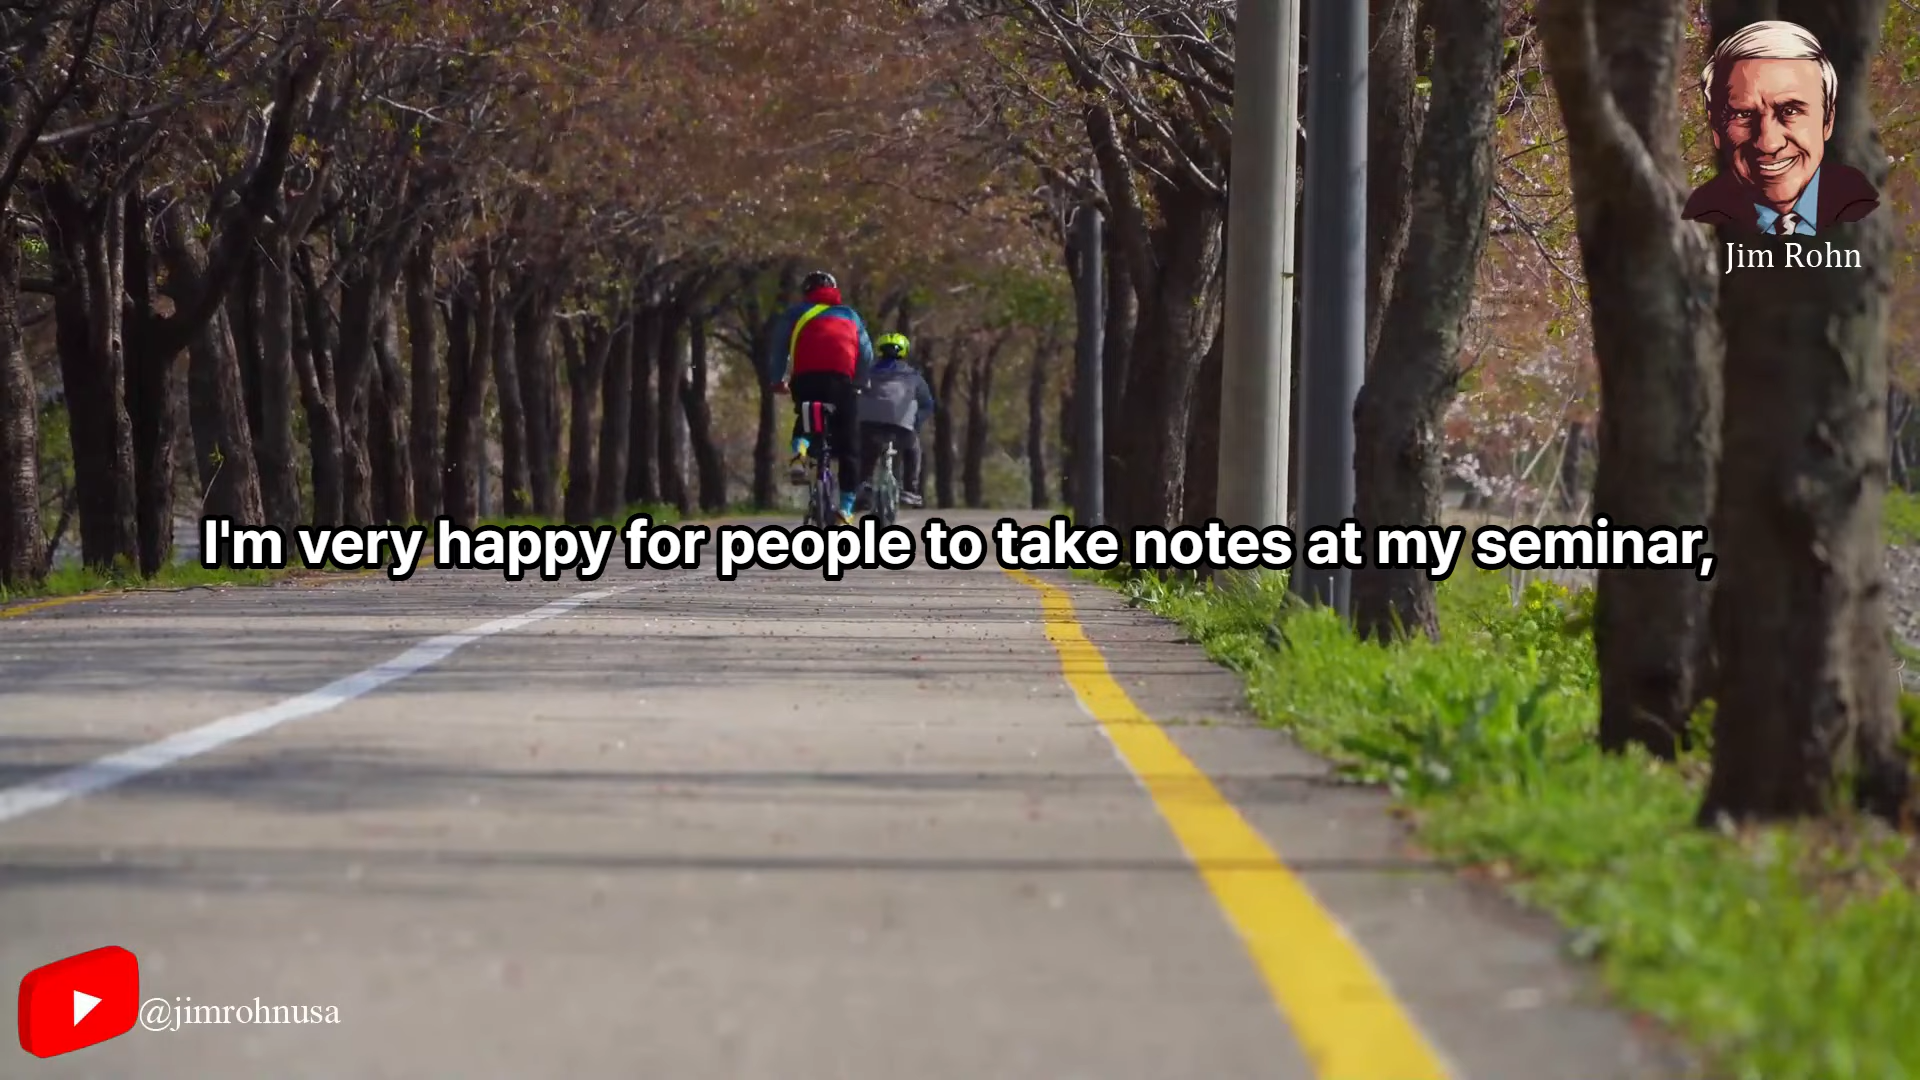 Jim Rohn
I'm very happy for people to take notes at my seminar,
@jimrohnusa